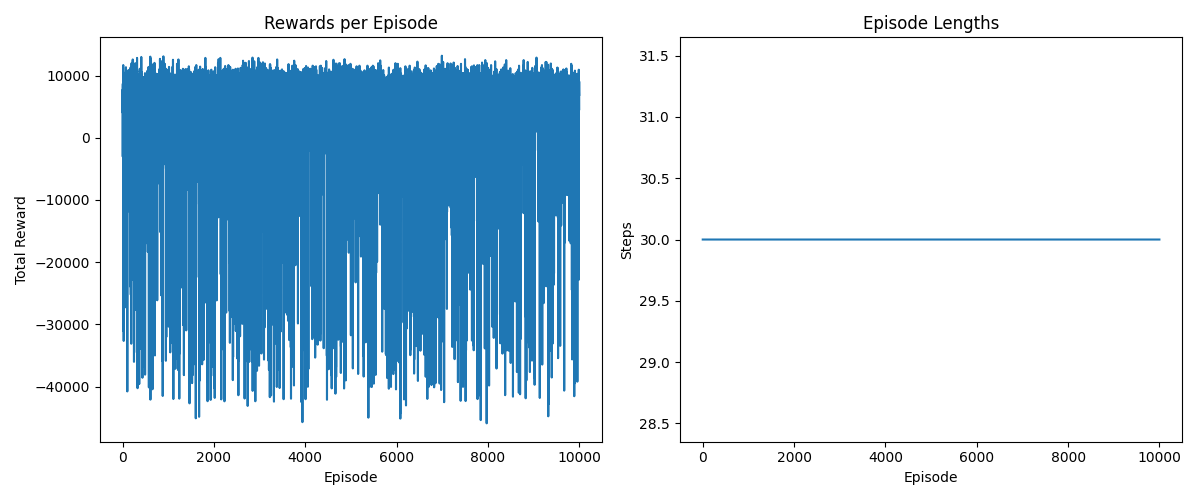 Rewards per Episode
10000
0
−10000
−20000
−30000
−40000
Total Reward
0 2000 4000 6000 8000 10000
Episode
Episode Lengths
31.5
31.0
30.5
30.0
29.5
29.0
28.5
Steps
0 2000 4000 6000 8000 10000
Episode